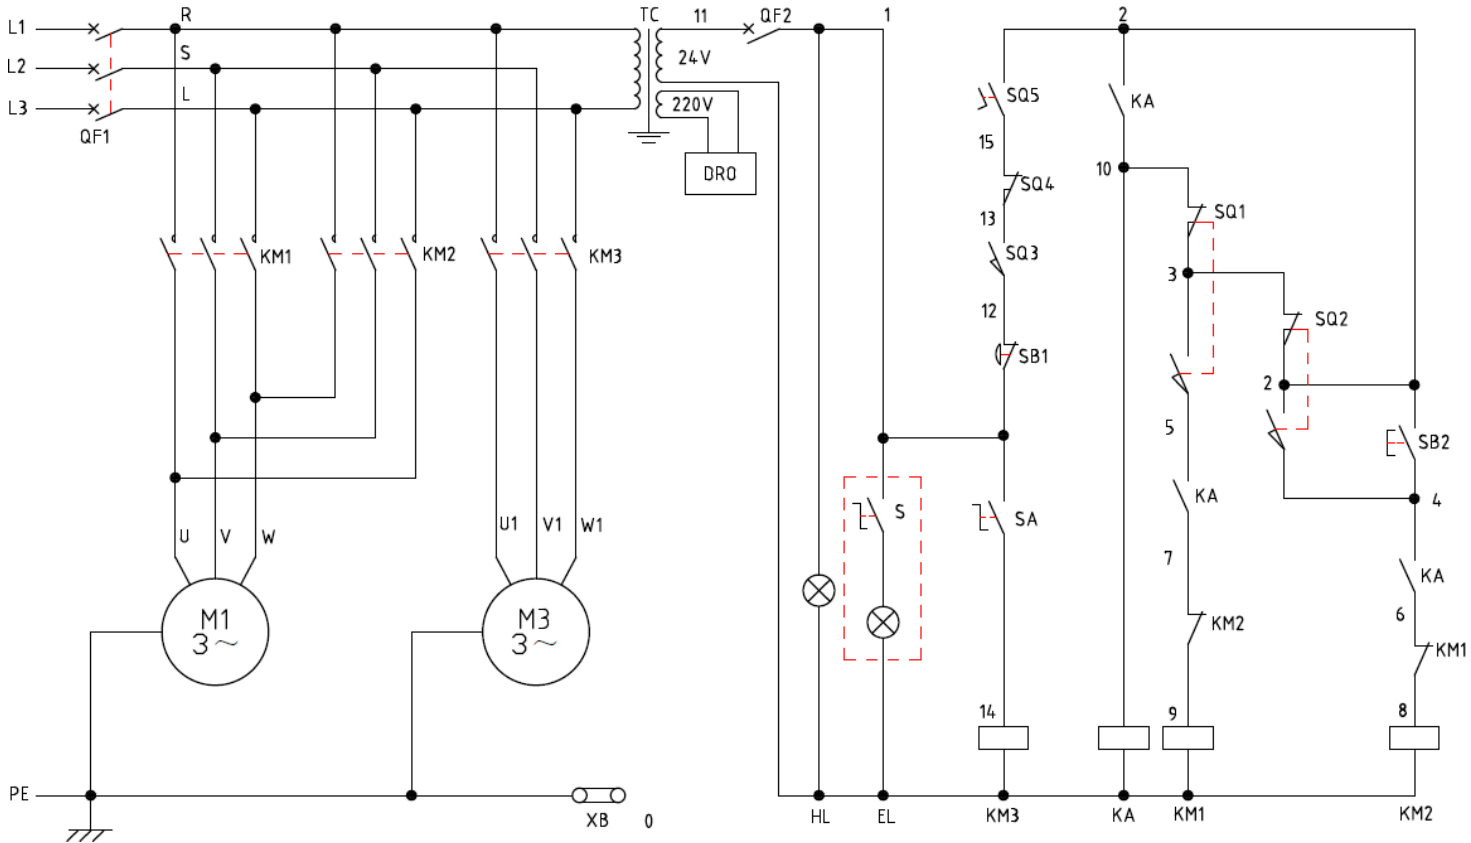 R TC 11 QF2 1 2
L1
S
L2 24V
L
L3 220V
QF1
DRO
SQ5 KA
15
10
SQ4
13 SQ1
KM1 KM2 KM3 SQ3
3
12 SQ2
SB1
2
5 SB2
S SA KA 4
U V W U1 V1 W1
7 KA
6
M1 M3 KM2
3~ 3~ KM1
14 9 8
PE
XB 0 HL EL KM3 KA KM1 KM2